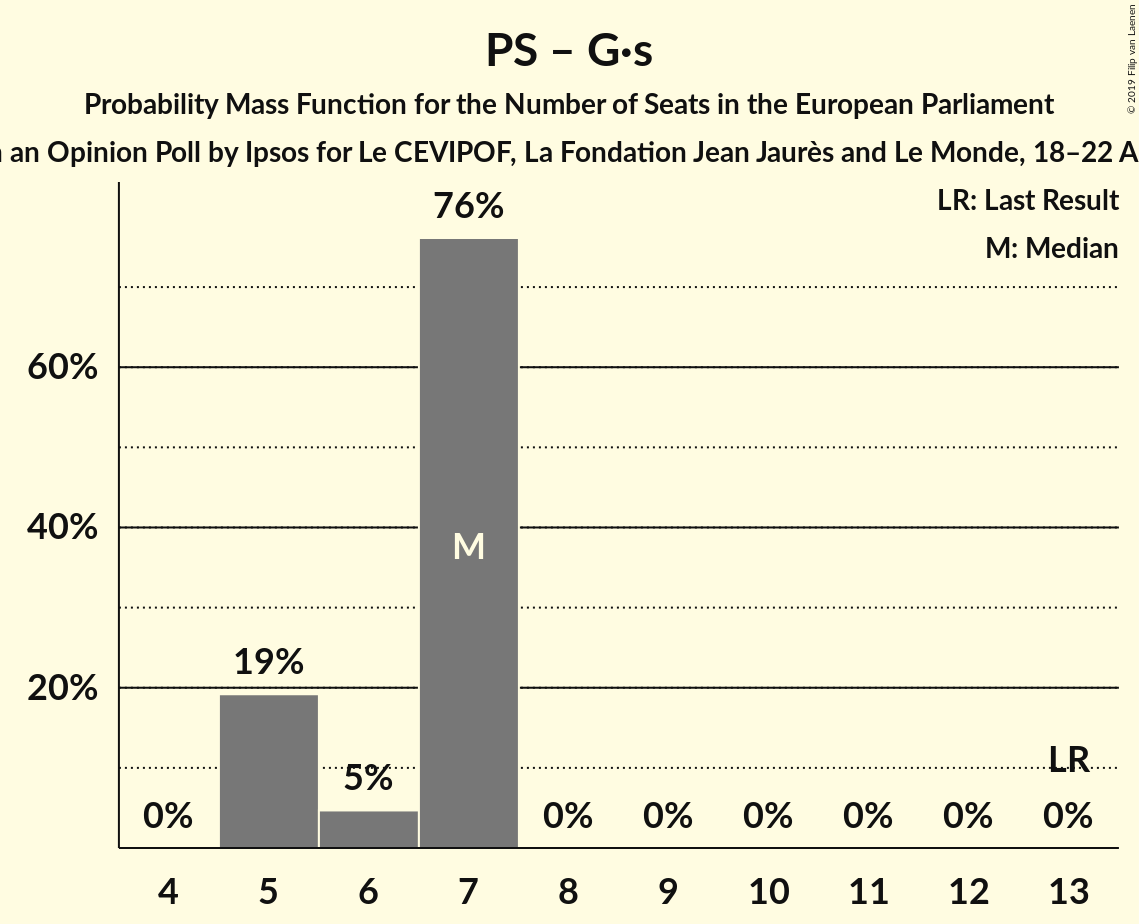 PS – G·s
Probability Mass Function for the Number of Seats in the European Parliament
an Opinion Poll by Ipsos for Le CEVIPOF, La Fondation Jean Jaurès and Le Monde, 18–22 A
© 2019 Filip van Laenen
LR: Last Result
M: Median
76%
60%
40%
M
19%
20%
5%
LR
0%
0%
0%
0%
0%
0%
0%
4
5
6
7
8
9
10
11
12
13